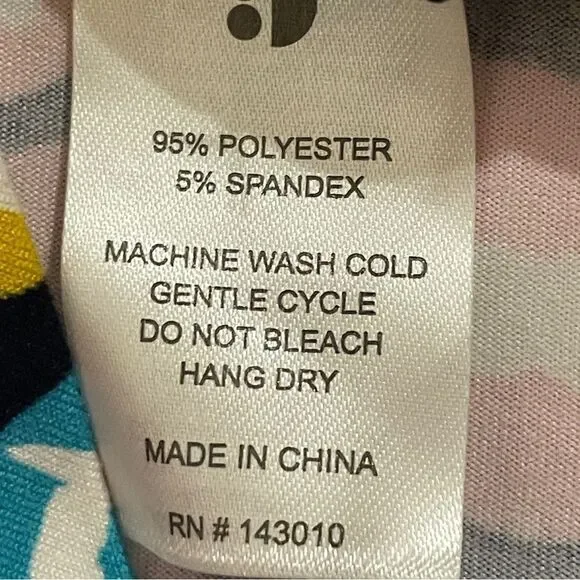 95% POLYESTER
5% SPANDEX
MACHINE WASH COLD
GENTLE CYCLE
DO NOT BLEACH
HANG DRY
MADE IN CHINA
RN # 143010